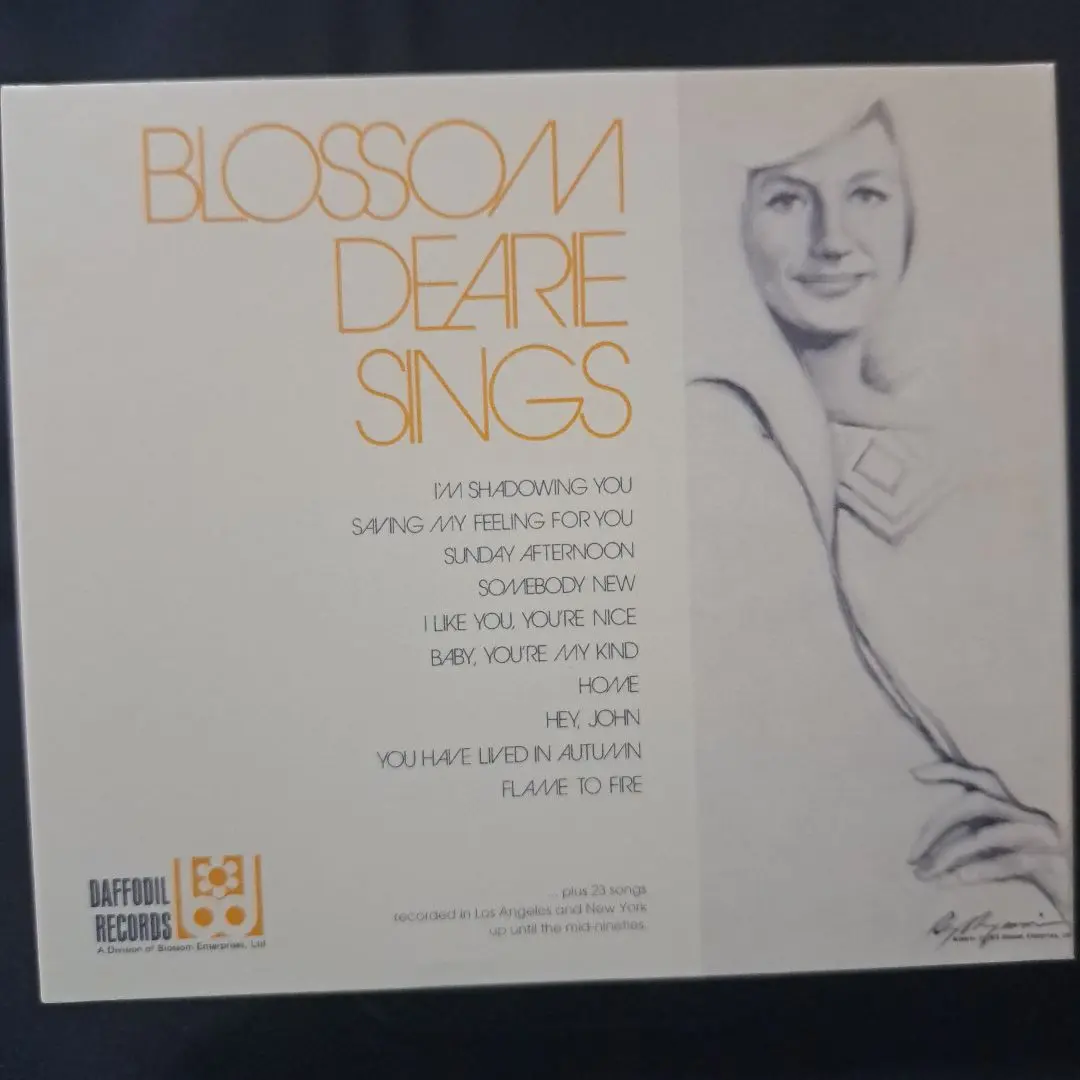 BLOSSOM
DEARIE
SINGS
I'M SHADOWING YOU
SAVING MY FEELING FOR YOU
SUNDAY AFTERNOON
SOMEBODY NEW
I LIKE YOU, YOU'RE NICE
BABY, YOU'RE MY KIND
HOME
HEY, JOHN
YOU HAVE LIVED IN AUTUMN
FLAME TO FIRE
DAFFODIL
RECORDS
A Division of Blossom Enterprises, Ltd
... plus 23 songs
recorded in Los Angeles and New York
up until the mid-nineties.